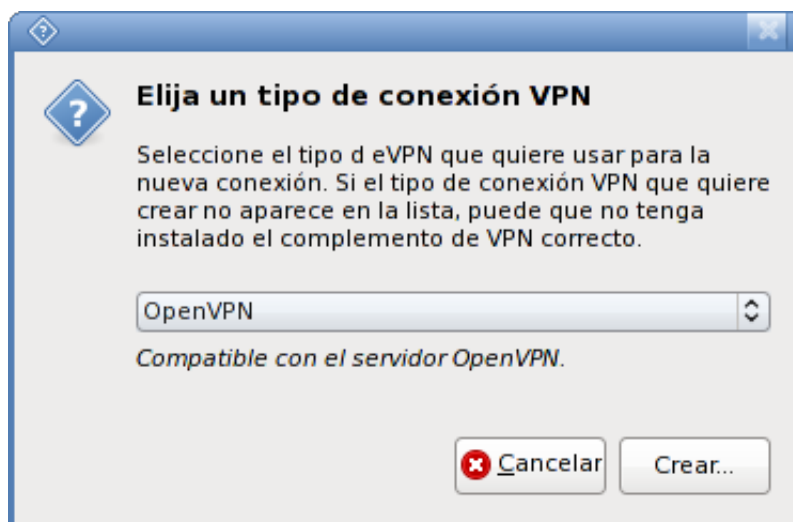 Elija un tipo de conexión VPN
Seleccione el tipo d eVPN que quiere usar para la
nueva conexión. Si el tipo de conexión VPN que quiere
crear no aparece en la lista, puede que no tenga
instalado el complemento de VPN correcto.
OpenVPN
Compatible con el servidor OpenVPN.
Cancelar
Crear...